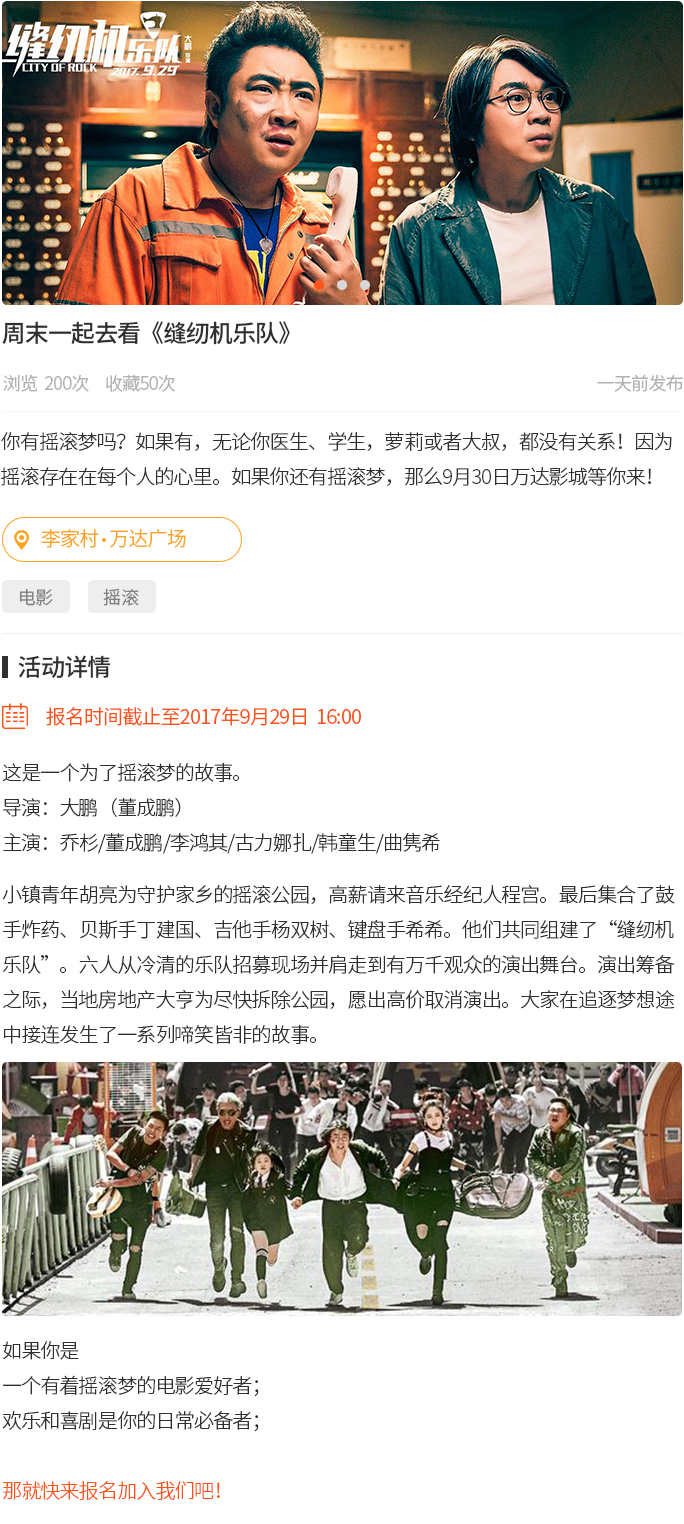 缝纫机乐队
大鹏
CITY OF ROCK 2017.9.29
周末一起去看《缝纫机乐队》
浏览 200次 收藏50次 一天前发布
你有摇滚梦吗？如果有，无论你医生、学生，萝莉或者大叔，都没有关系！因为
摇滚存在在每个人的心里。如果你还有摇滚梦，那么9月30日万达影城等你来！
李家村·万达广场
电影 摇滚
活动详情
报名时间截止至2017年9月29日 16:00
这是一个为了摇滚梦的故事。
导演：大鹏（董成鹏）
主演：乔杉/董成鹏/李鸿其/古力娜扎/韩童生/曲隽希
小镇青年胡亮为守护家乡的摇滚公园，高薪请来音乐经纪人程宫。最后集合了鼓
手炸药、贝斯手丁建国、吉他手杨双树、键盘手希希。他们共同组建了“缝纫机
乐队”。六人从冷清的乐队招募现场并肩走到有万千观众的演出舞台。演出筹备
之际，当地房地产大亨为尽快拆除公园，愿出高价取消演出。大家在追逐梦想途
中接连发生了一系列啼笑皆非的故事。
如果你是
一个有着摇滚梦的电影爱好者；
欢乐和喜剧是你的日常必备者；
那就快来报名加入我们吧！